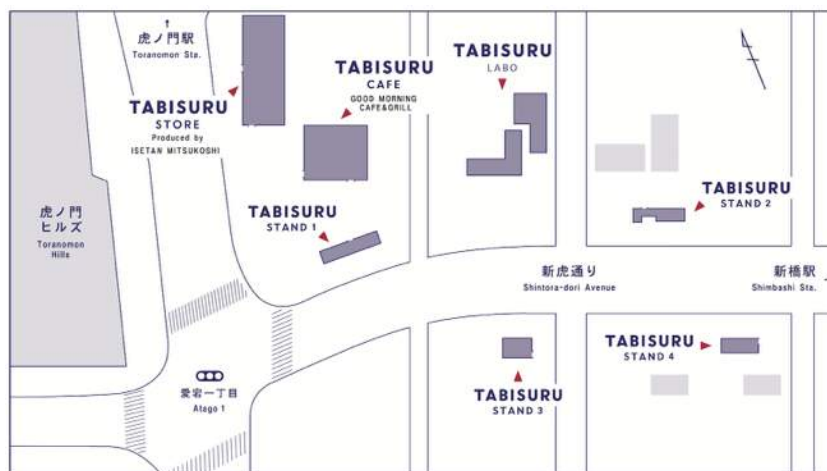 虎ノ門駅
Toranomon Sta.
TABISURU
STORE
Produced by
ISETAN MITSUKOSHI
TABISURU
CAFE
GOOD MORNING
CAFE&GRILL
TABISURU
LABO
TABISURU
STAND 1
TABISURU
STAND 2
虎ノ門
ヒルズ
Toranomon
Hills
新虎通り
Shintora-dori Avenue
新橋駅
Shimbashi Sta.
愛宕一丁目
Atago 1
TABISURU
STAND 3
TABISURU
STAND 4